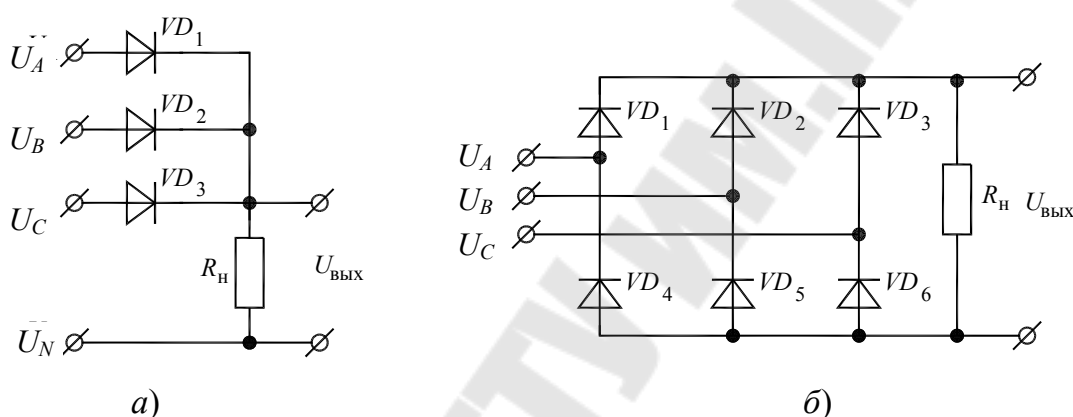 U_A VD_1
U_B VD_2
U_C VD_3
R_н U_вых
U_N
а)
VD_1 VD_2 VD_3
U_A
U_B R_н U_вых
U_C
VD_4 VD_5 VD_6
б)